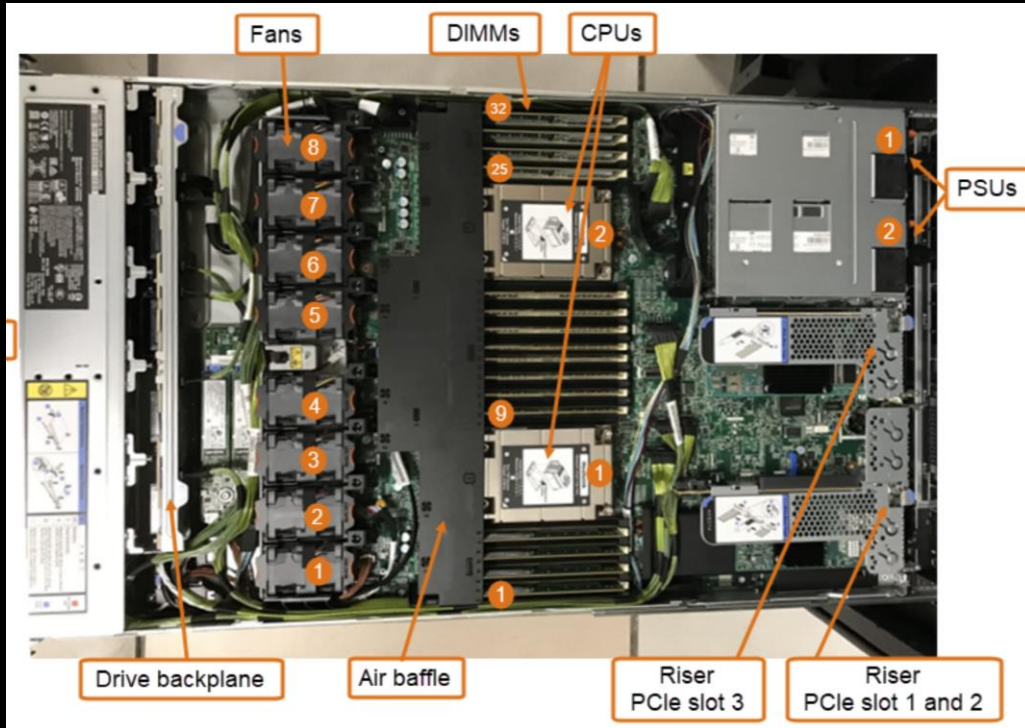 Fans
DIMMs
CPUs
32
1
8
25
PSUs
7
2
2
6
5
4
9
3
1
2
1
1
Drive backplane
Air baffle
Riser
PCIe slot 3
Riser
PCIe slot 1 and 2